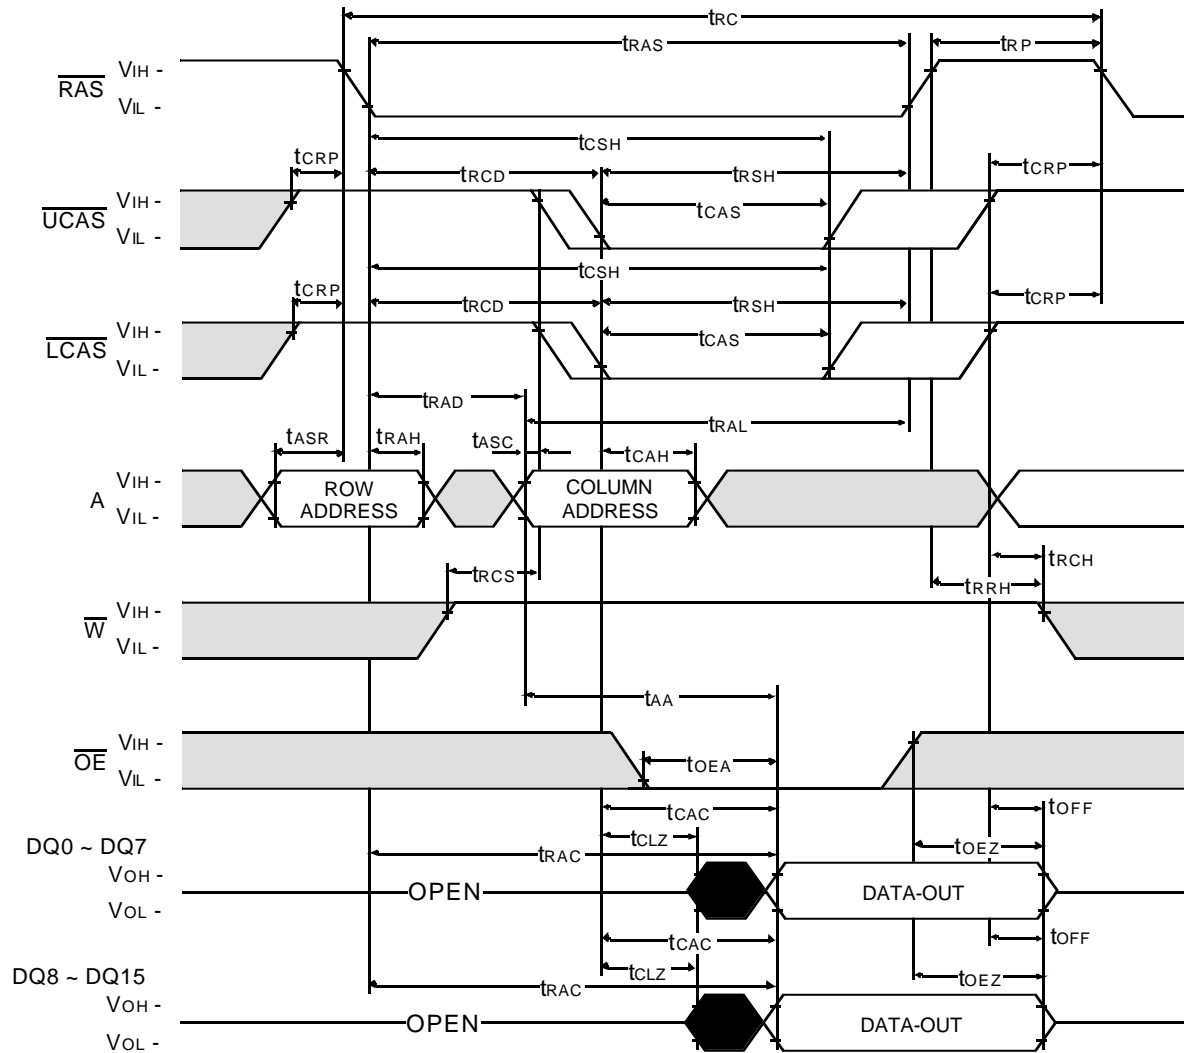 tRC
tRAS
tRP
RAS
VIH -
VIL -
tCSH
tCRP
tRCD
tRSH
tCRP
UCAS
VIH -
VIL -
tCAS
tCSH
tCRP
tRCD
tRSH
tCRP
LCAS
VIH -
VIL -
tCAS
tRAD
tRAL
tASR
tRAH
tASC
tCAH
A
VIH -
VIL -
ROW
ADDRESS
COLUMN
ADDRESS
tRCS
tRCH
tRRH
W
VIH -
VIL -
tAA
OE
VIH -
VIL -
tOEA
tCAC
tOFF
tCLZ
tOEZ
DQ0 ~ DQ7
tRAC
VOH -
VOL -
OPEN
DATA-OUT
tCAC
tOFF
tCLZ
tOEZ
DQ8 ~ DQ15
tRAC
VOH -
VOL -
OPEN
DATA-OUT